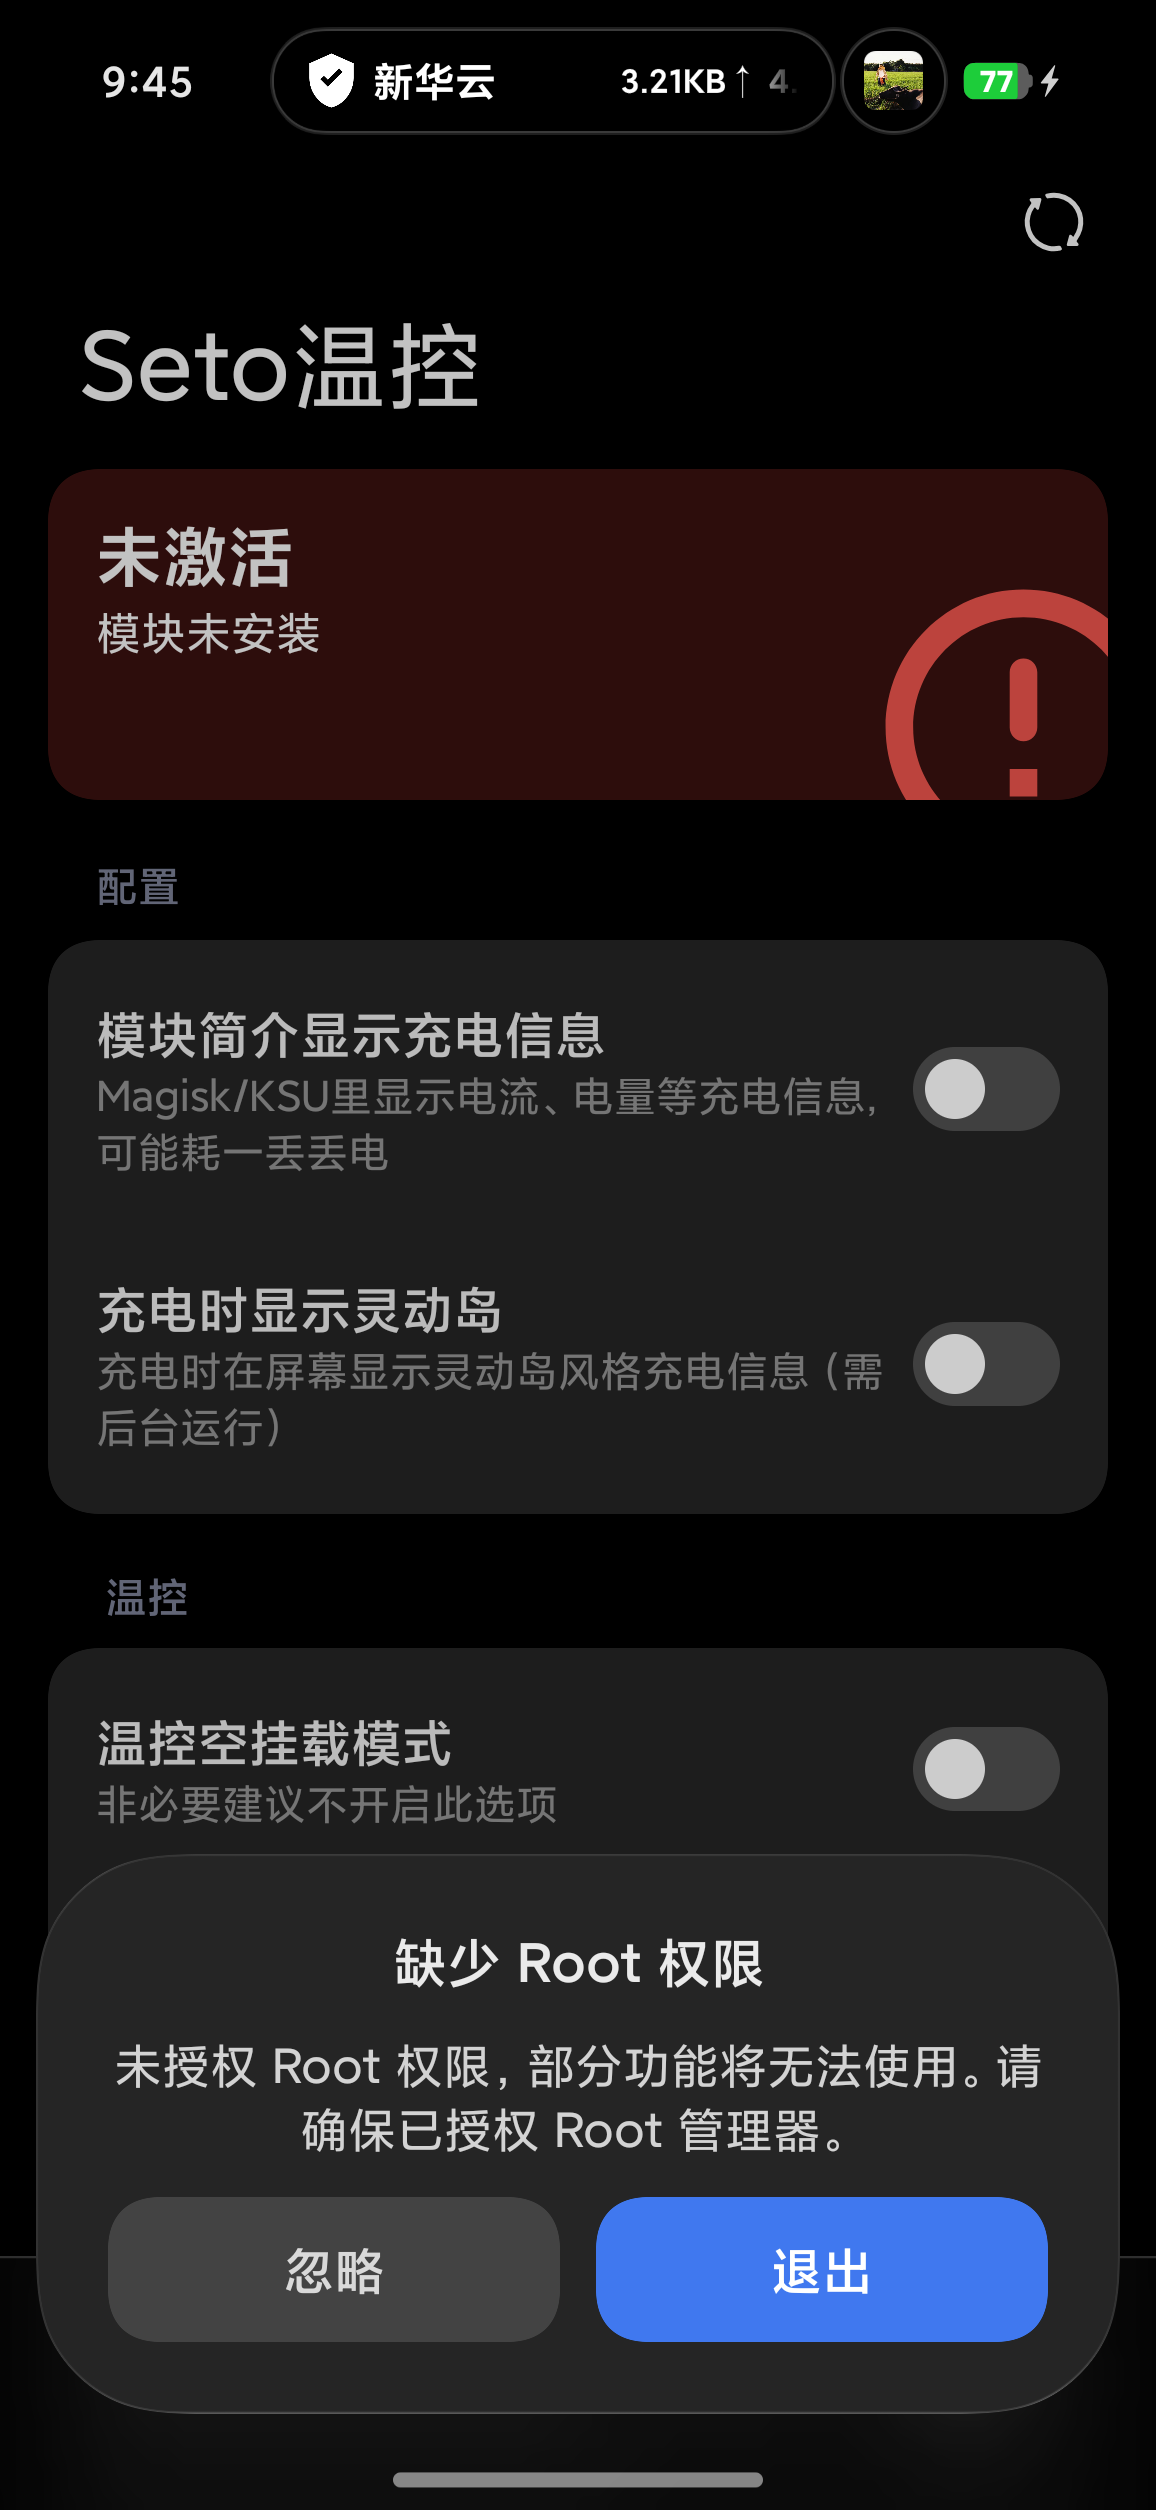 9:45
新华云
3.21KB↑ 4.
77
Seto温控
未激活
模块未安装
配置
模块简介显示充电信息
Magisk/KSU里显示电流、电量等充电信息,
可能耗一丢丢电
充电时显示灵动岛
充电时在屏幕显示灵动岛风格充电信息（需
后台运行）
温控
温控空挂载模式
非必要建议不开启此选项
缺少 Root 权限
未授权 Root 权限，部分功能将无法使用。请
确保已授权 Root 管理器。
忽略
退出